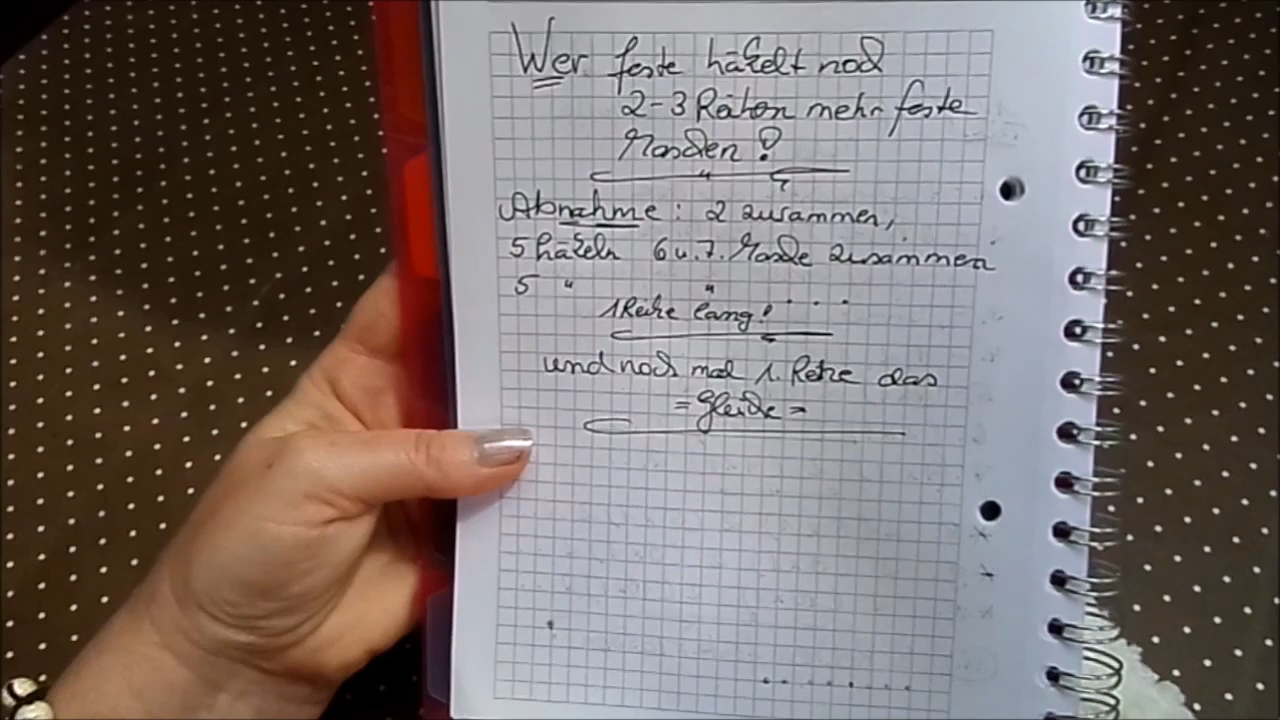 Wer feste häkelt noch
2-3 Reihen mehr feste
Maschen!
Abnahme: 2 zusammen,
5 häkeln 6 u. 7. Masche zusammen
5 " " . . .
1 Reihe lang!
und noch mal 1. Reihe das
= Gleiche =